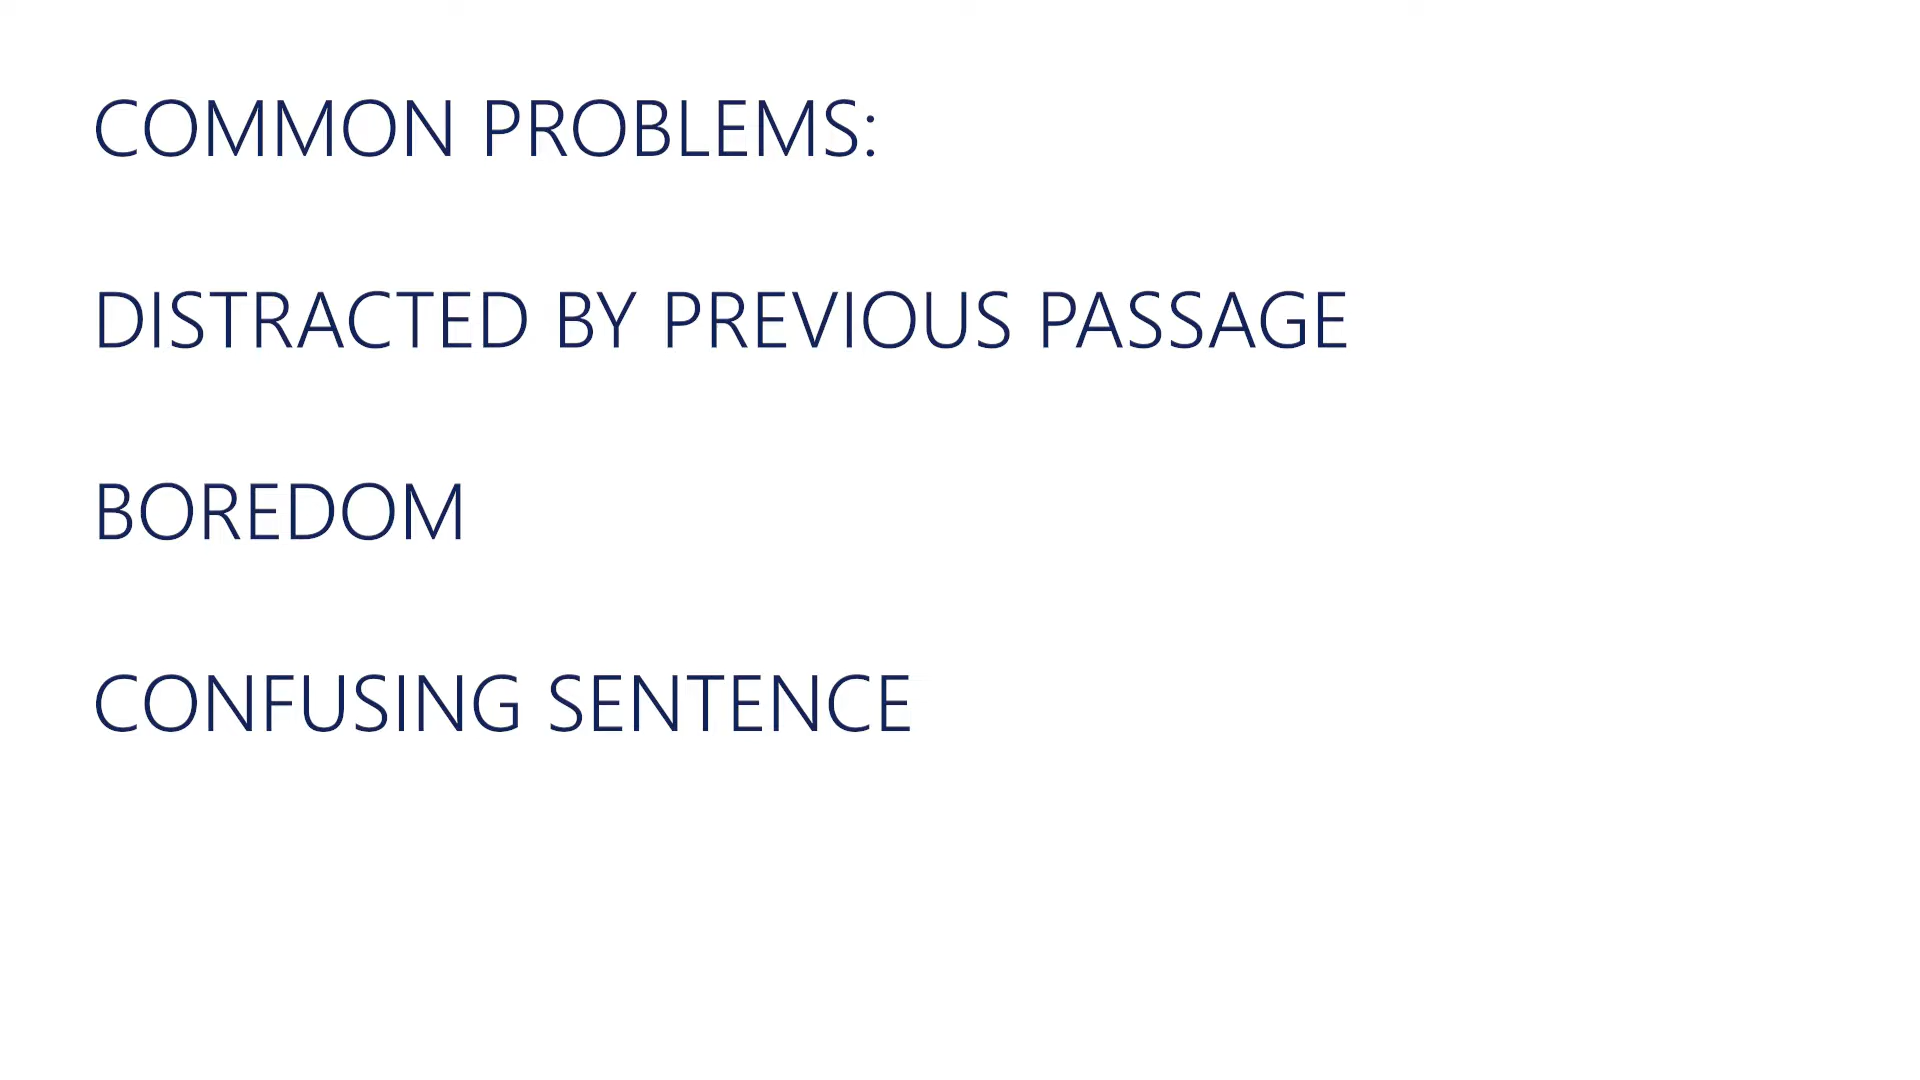 COMMON PROBLEMS:
DISTRACTED BY PREVIOUS PASSAGE
BOREDOM
CONFUSING SENTENCE